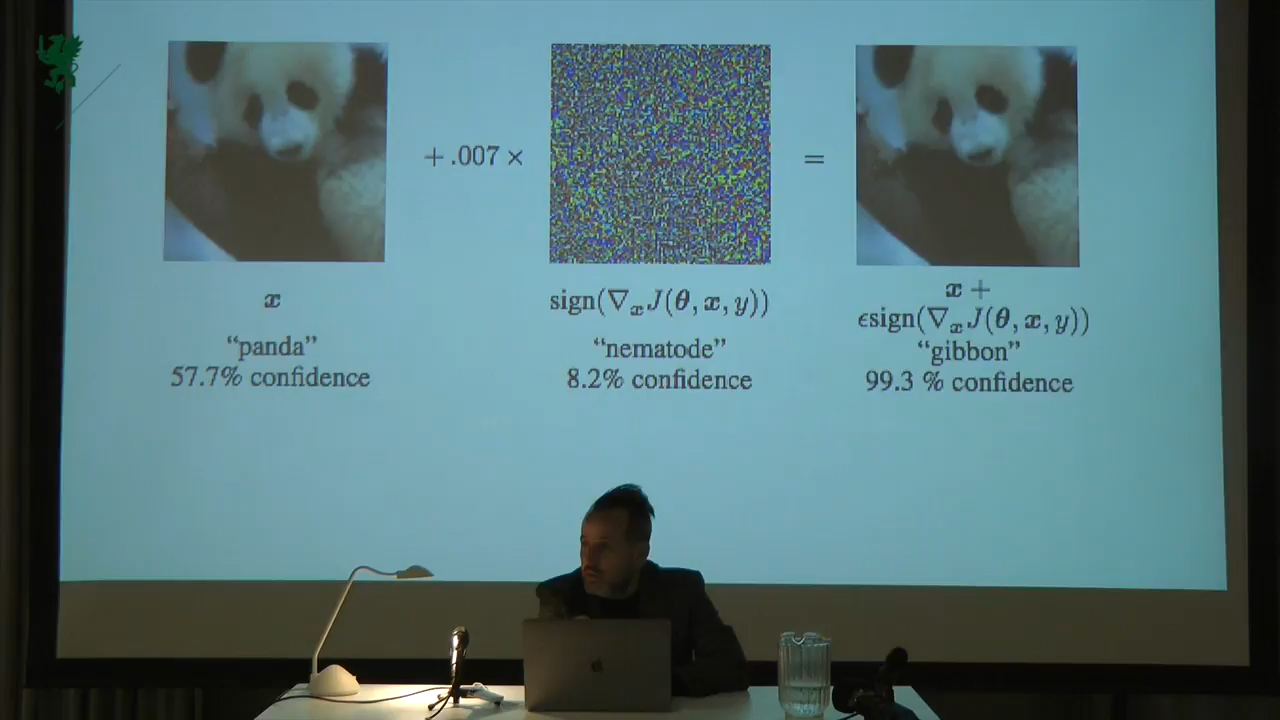 + .007 ×
=
x
“panda”
57.7% confidence
sign(∇ₓJ(θ, x, y))
“nematode”
8.2% confidence
x +
ϵsign(∇ₓJ(θ, x, y))
“gibbon”
99.3 % confidence